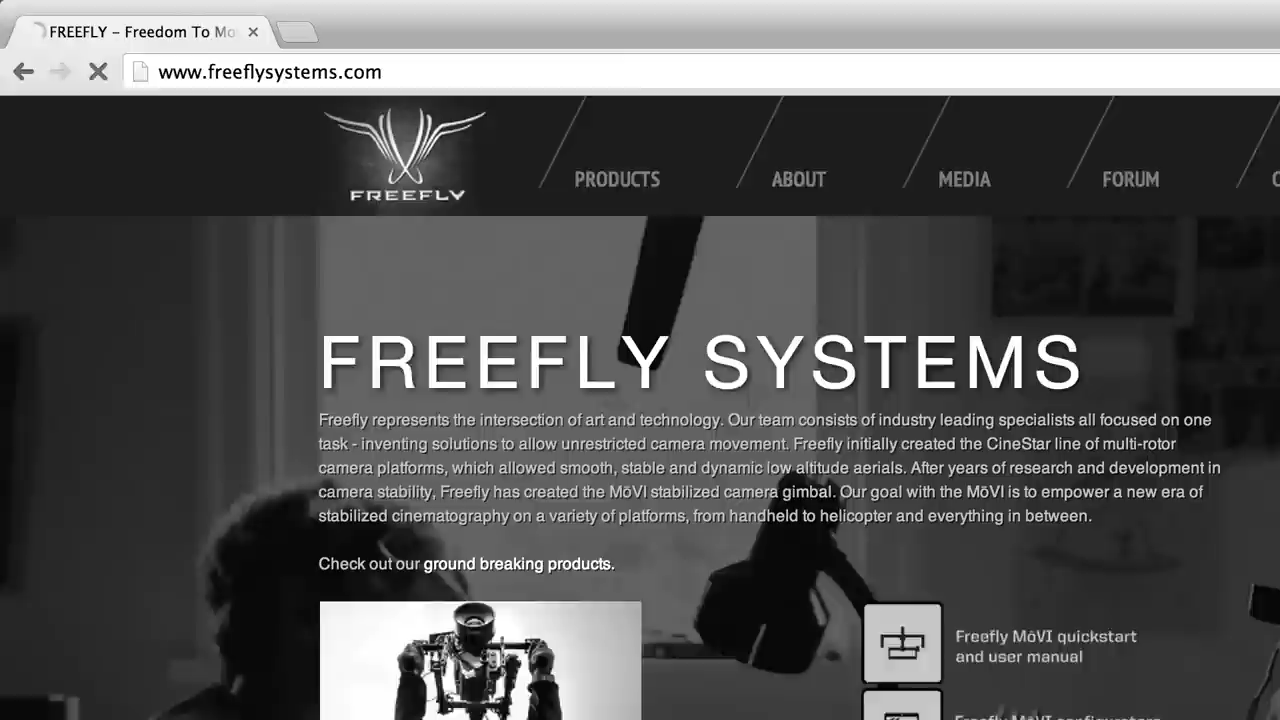 FREEFLY – Freedom To Mo
www.freeflysystems.com
FREEFLY
PRODUCTS
ABOUT
MEDIA
FORUM
FREEFLY SYSTEMS
Freefly represents the intersection of art and technology. Our team consists of industry leading specialists all focused on one
task - inventing solutions to allow unrestricted camera movement. Freefly initially created the CineStar line of multi-rotor
camera platforms, which allowed smooth, stable and dynamic low altitude aerials. After years of research and development in
camera stability, Freefly has created the MōVI stabilized camera gimbal. Our goal with the MōVI is to empower a new era of
stabilized cinematography on a variety of platforms, from handheld to helicopter and everything in between.
Check out our ground breaking products.
Freefly MōVI quickstart
and user manual